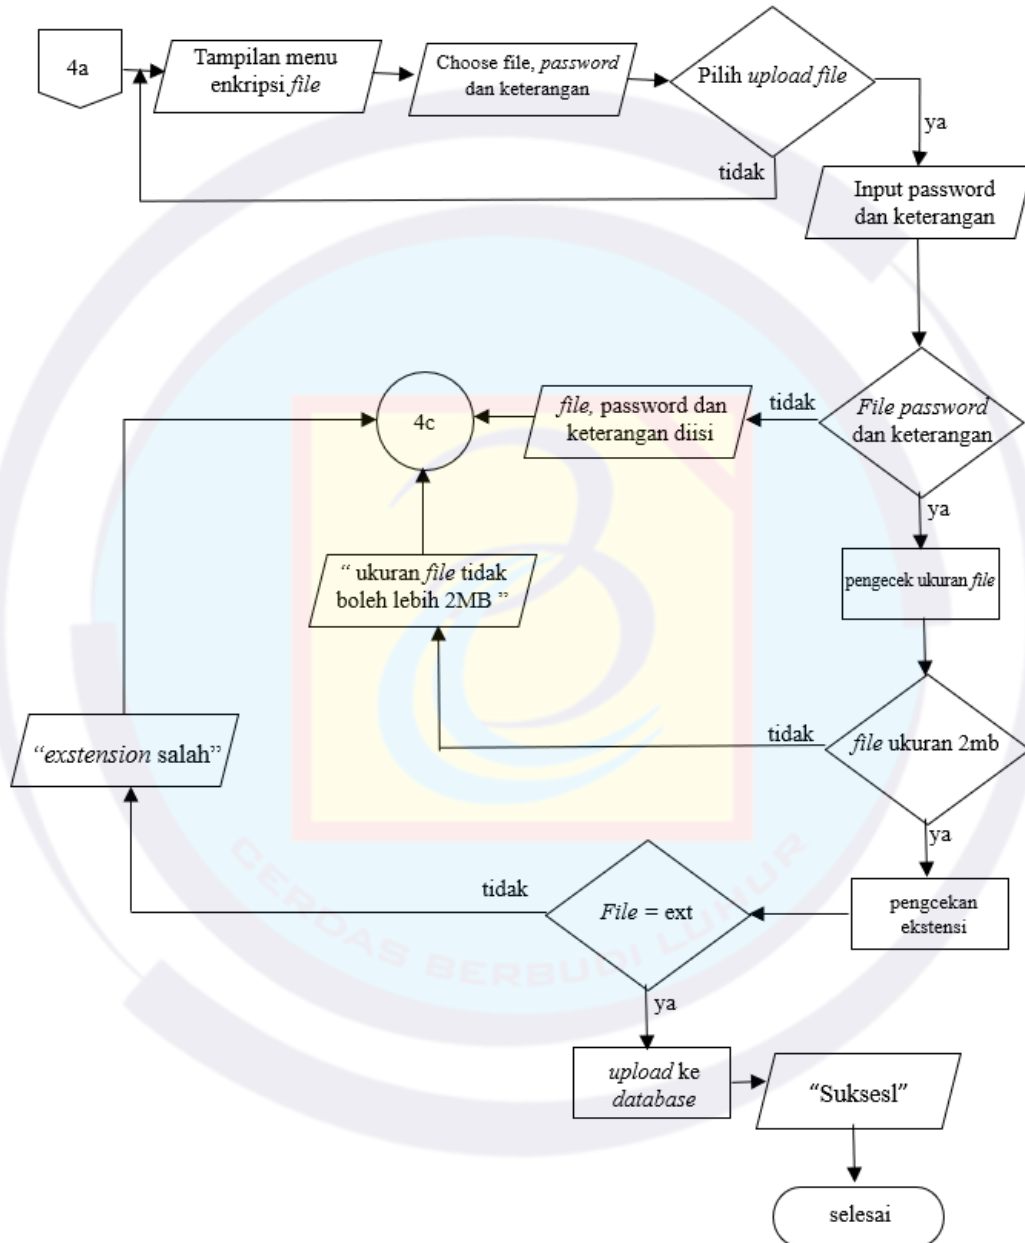 4a
Tampilan menu
enkripsi file
Choose file, password
dan keterangan
Pilih upload file
ya
tidak
Input password
dan keterangan
File password
dan keterangan
tidak
file, password dan
keterangan diisi
4c
ya
pengecek ukuran file
“ ukuran file tidak
boleh lebih 2MB ”
file ukuran 2mb
tidak
“exstension salah”
ya
pengcekan
ekstensi
File = ext
tidak
ya
upload ke
database
“Suksesl”
selesai
CERDAS BERBUDI LUHUR